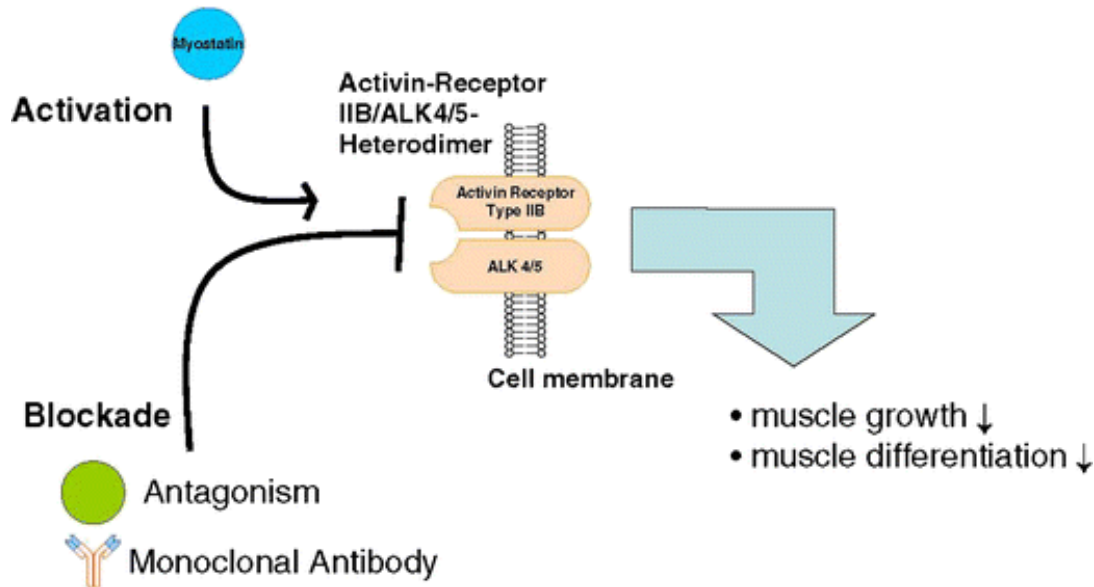 Myostatin
Activation
Activin-Receptor
IIB/ALK4/5-
Heterodimer
Activin Receptor
Type IIB
ALK 4/5
Cell membrane
Blockade
• muscle growth ↓
• muscle differentiation ↓
Antagonism
Monoclonal Antibody